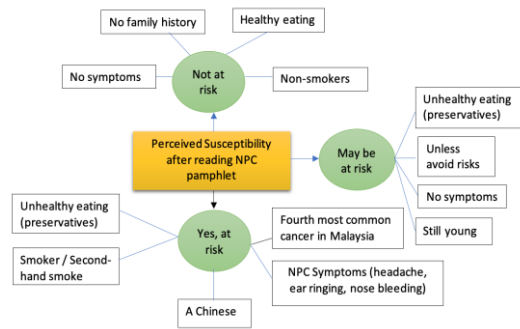 No family history
Healthy eating
No symptoms
Not at
risk
Non-smokers
Perceived Susceptibility
after reading NPC
pamphlet
May be
at risk
Unhealthy eating
(preservatives)
Unless
avoid risks
No symptoms
Still young
Yes, at
risk
Unhealthy eating
(preservatives)
Smoker / Second-
hand smoke
A Chinese
Fourth most common
cancer in Malaysia
NPC Symptoms (headache,
ear ringing, nose bleeding)